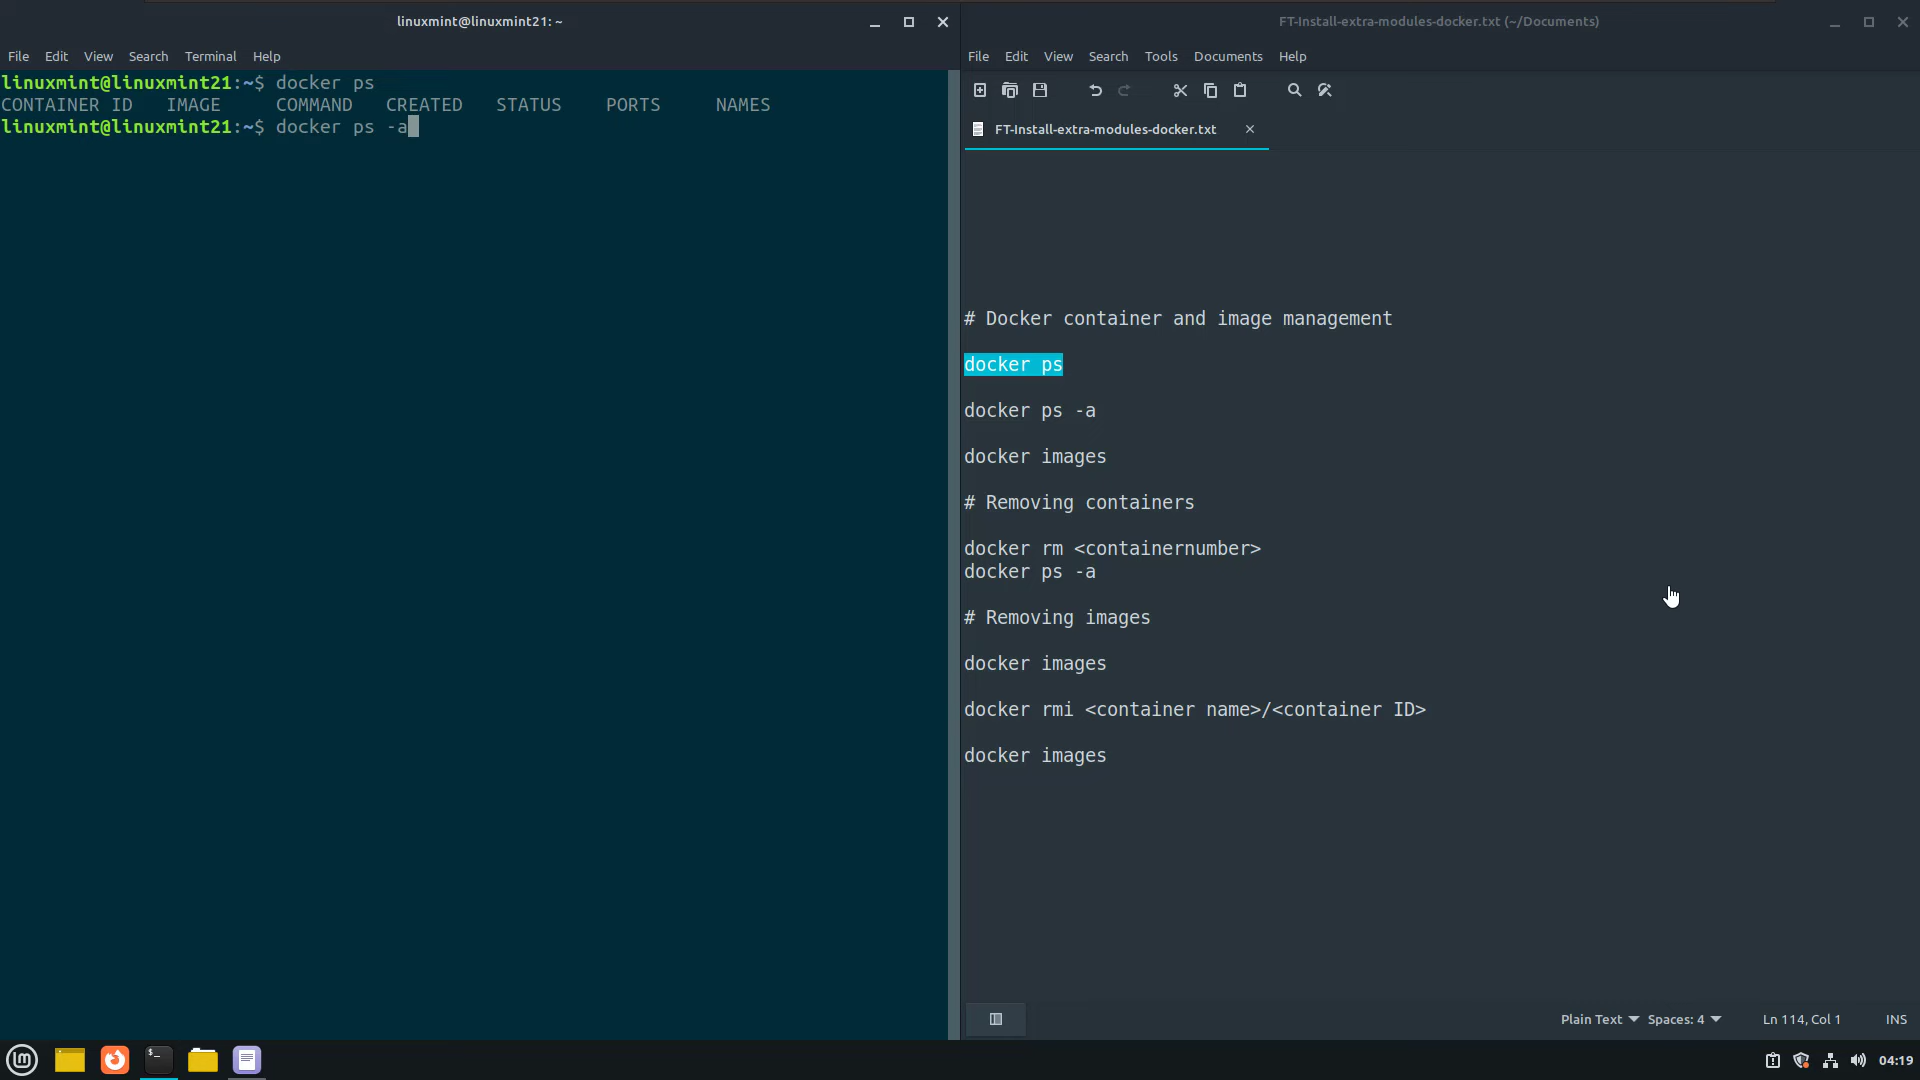 linuxmint@linuxmint21: ~
File Edit View Search Terminal Help
linuxmint@linuxmint21:~$ docker ps
CONTAINER ID IMAGE COMMAND CREATED STATUS PORTS NAMES
linuxmint@linuxmint21:~$ docker ps -a
FT-Install-extra-modules-docker.txt (~/Documents)
File Edit View Search Tools Documents Help
FT-Install-extra-modules-docker.txt
# Docker container and image management
docker ps
docker ps -a
docker images
# Removing containers
docker rm <containernumber>
docker ps -a
# Removing images
docker images
docker rmi <container name>/<container ID>
docker images
Plain Text Spaces: 4 Ln 114, Col 1 INS
$_
04:19